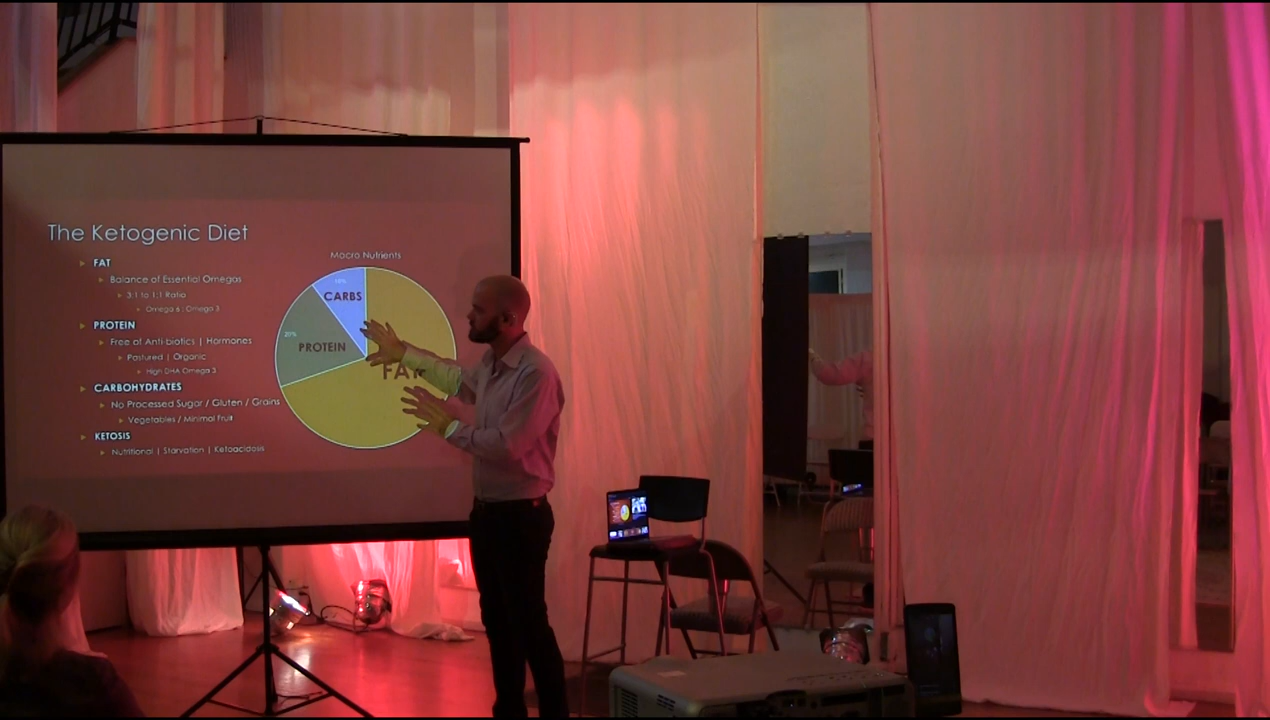 The Ketogenic Diet
FAT
Balance of Essential Omegas
3:1 to 1:1 Ratio
Omega 6 : Omega 3
PROTEIN
Free of Anti-biotics | Hormones
Pastured | Organic
High DHA Omega 3
CARBOHYDRATES
No Processed Sugar / Gluten / Grains
Vegetables / Minimal Fruit
KETOSIS
Nutritional | Starvation | Ketoacidosis
Macro Nutrients
10%
CARBS
20%
PROTEIN
FAT